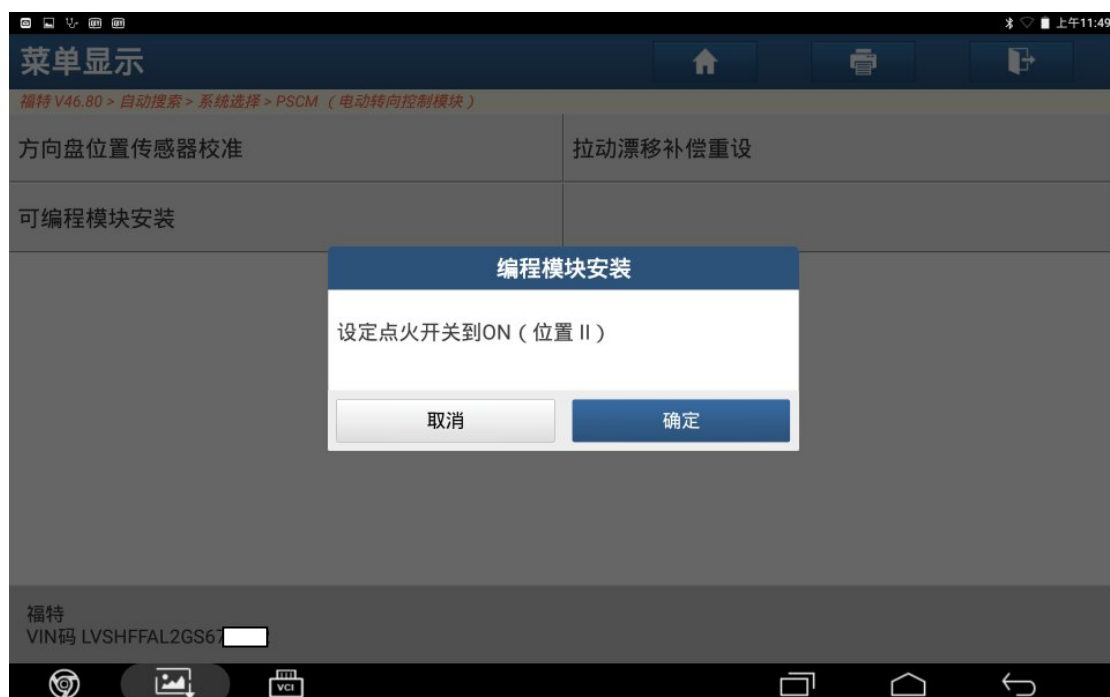 上午11:49
菜单显示
福特 V46.80 > 自动搜索 > 系统选择 > PSCM （电动转向控制模块）
方向盘位置传感器校准
拉动漂移补偿重设
可编程模块安装
编程模块安装
设定点火开关到ON（位置 II）
取消
确定
福特
VIN码 LVSHFFAL2GS67
VCI